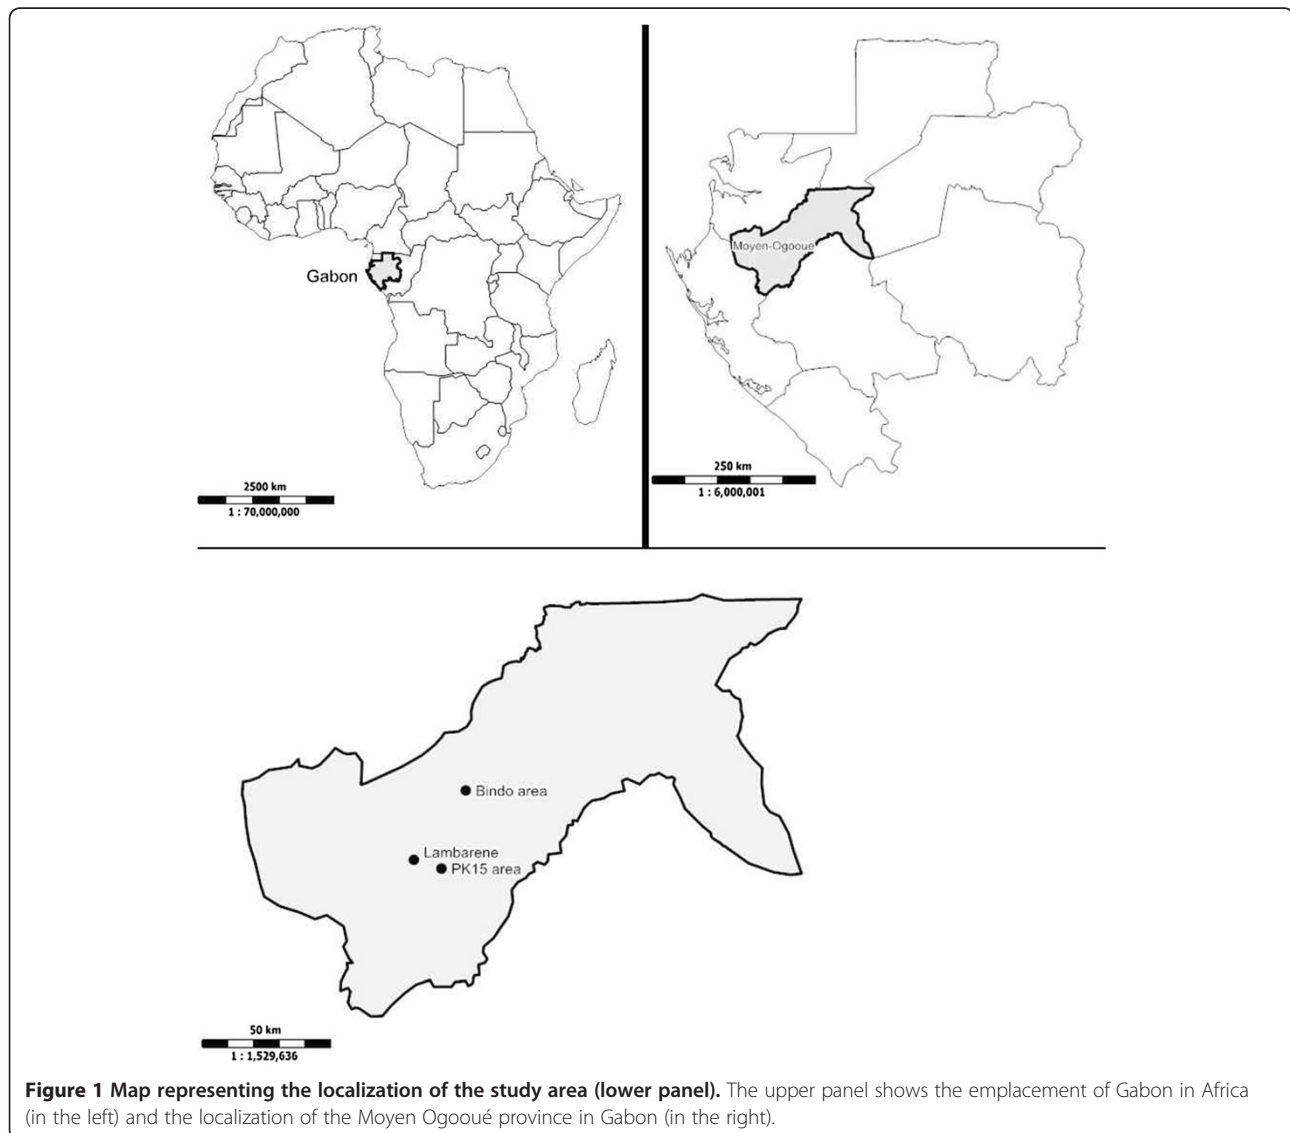 Gabon
2500 km
1 : 70,000,000
Moyen-Ogooue
250 km
1 : 6,000,001
Bindo area
Lambarene
PK15 area
50 km
1 : 1,529,636
Figure 1 Map representing the localization of the study area (lower panel). The upper panel shows the emplacement of Gabon in Africa
(in the left) and the localization of the Moyen Ogooué province in Gabon (in the right).